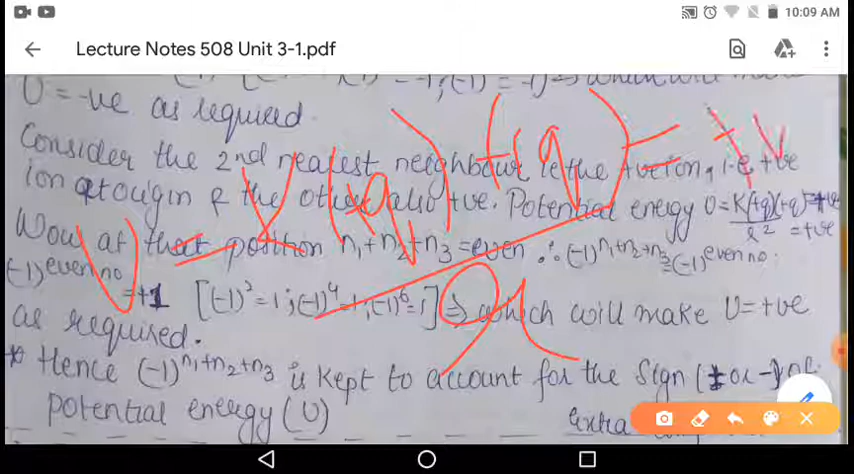 10:09 AM
Lecture Notes 508 Unit 3-1.pdf
U = -ve as required.
Consider the 2nd nearest neighbour ie the +ve ion, i.e +ve
ion at origin & the other also +ve. Potential energy U = K(+q)(+q) = +ve
Now at that position n1+n2+n3 = even ∴ (-1)^n1+n2+n3 = (-1)^even no.
(-1)^even no = +1 [(-1)^2 = 1; (-1)^4 = 1, (-1)^6 = 1] ⇒ which will make U = +ve
as required.
* Hence (-1)^n1+n2+n3 is kept to account for the sign (± or -) of
potential energy (U)
extra
U = K (+q) (+q) = +V
r